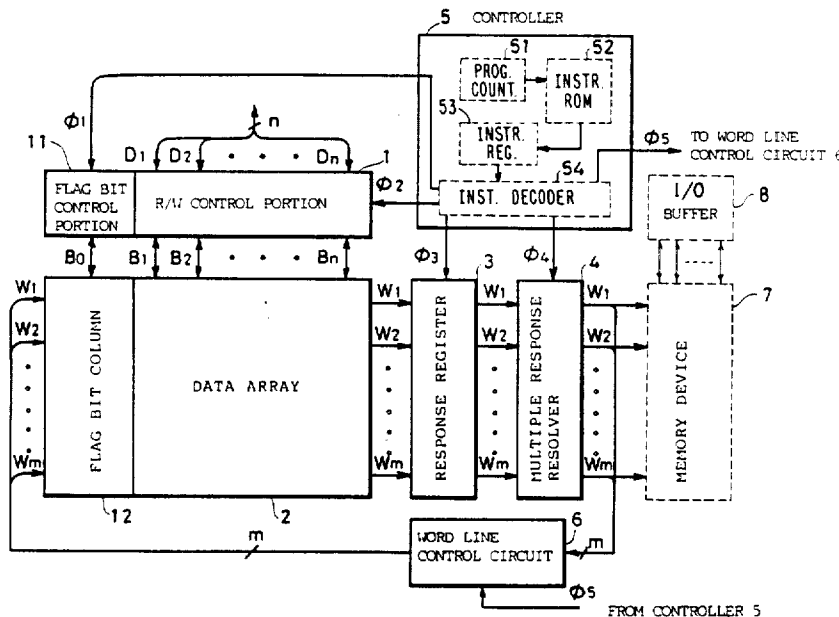 5 CONTROLLER
51
52
PROG.
COUNT.
INSTR.
ROM
53
INSTR.
REG.
54
INST. DECODER
ϕ1
n
11
D1 D2 . . . Dn
1
ϕ2
ϕ5
TO WORD LINE
CONTROL CIRCUIT 6
FLAG BIT
CONTROL
PORTION
R/W CONTROL PORTION
I/O
BUFFER
8
B0 B1 B2 . . . . Bn
ϕ3
3
ϕ4
4
7
W1 W1 W1 W1
W2 W2 W2 W2
FLAG BIT COLUMN
DATA ARRAY
RESPONSE REGISTER
MULTIPLE RESPONSE
RESOLVER
MEMORY DEVICE
Wm Wm Wm Wm
12
2
6
m
WORD LINE
CONTROL CIRCUIT
m
ϕ5
FROM CONTROLLER 5